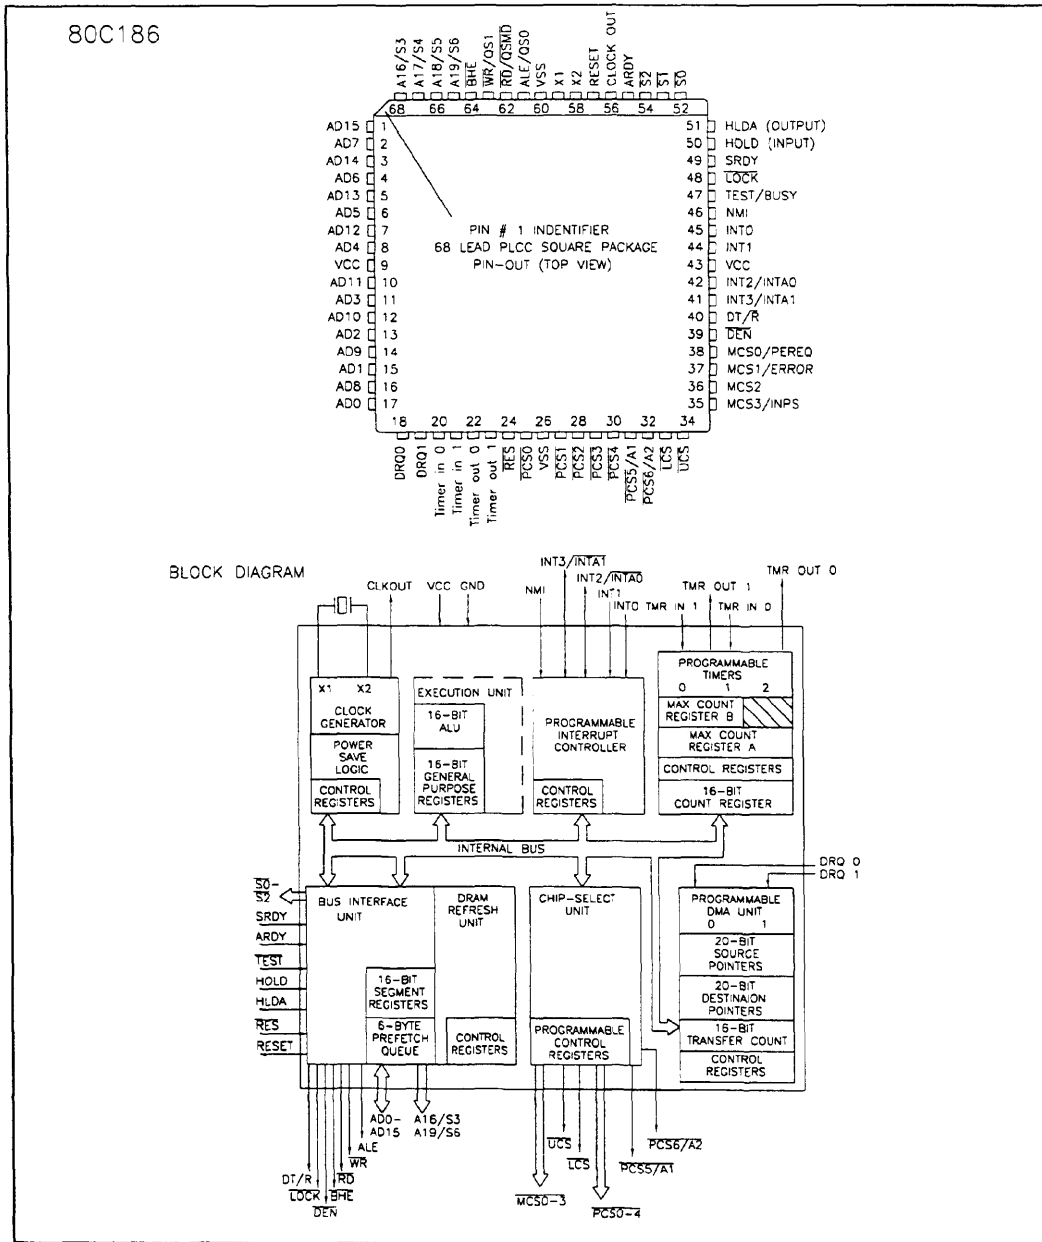 80C186
A16/S3
A17/S4
A18/S5
A19/S6
BHE
WR/QS1
RD/QSMD
ALE/QS0
VSS
X1
X2
RESET
CLOCK OUT
ARDY
S2
S1
S0
68 66 64 62 60 58 56 54 52
AD15 1
AD7 2
AD14 3
AD6 4
AD13 5
AD5 6
AD12 7
AD4 8
VCC 9
AD11 10
AD3 11
AD10 12
AD2 13
AD9 14
AD1 15
AD8 16
AD0 17
51 HLDA (OUTPUT)
50 HOLD (INPUT)
49 SRDY
48 LOCK
47 TEST/BUSY
46 NMI
45 INT0
44 INT1
43 VCC
42 INT2/INTA0
41 INT3/INTA1
40 DT/R
39 DEN
38 MCS0/PEREQ
37 MCS1/ERROR
36 MCS2
35 MCS3/INPS
PIN # 1 INDENTIFIER
68 LEAD PLCC SQUARE PACKAGE
PIN-OUT (TOP VIEW)
18 20 22 24 26 28 30 32 34
DRQ0
DRQ1
Timer in 0
Timer in 1
Timer out 0
Timer out 1
RES
PCS0
VSS
PCS1
PCS2
PCS3
PCS4
PCS5/A1
PCS6/A2
LCS
UCS
BLOCK DIAGRAM
CLKOUT
VCC GND
NMI
INT3/INTA1
INT2/INTA0
INT1
INT0
TMR IN 1
TMR OUT 1
TMR IN 0
TMR OUT 0
X1 X2
CLOCK
GENERATOR
POWER
SAVE
LOGIC
CONTROL
REGISTERS
EXECUTION UNIT
16-BIT
ALU
16-BIT
GENERAL
PURPOSE
REGISTERS
PROGRAMMABLE
INTERRUPT
CONTROLLER
CONTROL
REGISTERS
PROGRAMMABLE
TIMERS
0 1 2
MAX COUNT
REGISTER B
MAX COUNT
REGISTER A
CONTROL REGISTERS
16-BIT
COUNT REGISTER
INTERNAL BUS
DRQ 0
DRQ 1
S0-
S2
SRDY
ARDY
TEST
HOLD
HLDA
RES
RESET
BUS INTERFACE
UNIT
16-BIT
SEGMENT
REGISTERS
6-BYTE
PREFETCH
QUEUE
DRAM
REFRESH
UNIT
CONTROL
REGISTERS
CHIP-SELECT
UNIT
PROGRAMMABLE
CONTROL
REGISTERS
PROGRAMMABLE
DMA UNIT
0 1
20-BIT
SOURCE
POINTERS
20-BIT
DESTINAION
POINTERS
16-BIT
TRANSFER COUNT
CONTROL
REGISTERS
DT/R
LOCK
DEN
BHE
RD
WR
ALE
AD0-
AD15
A16/S3
A19/S6
MCS0-3
UCS
LCS
PCS0-4
PCS5/A1
PCS6/A2